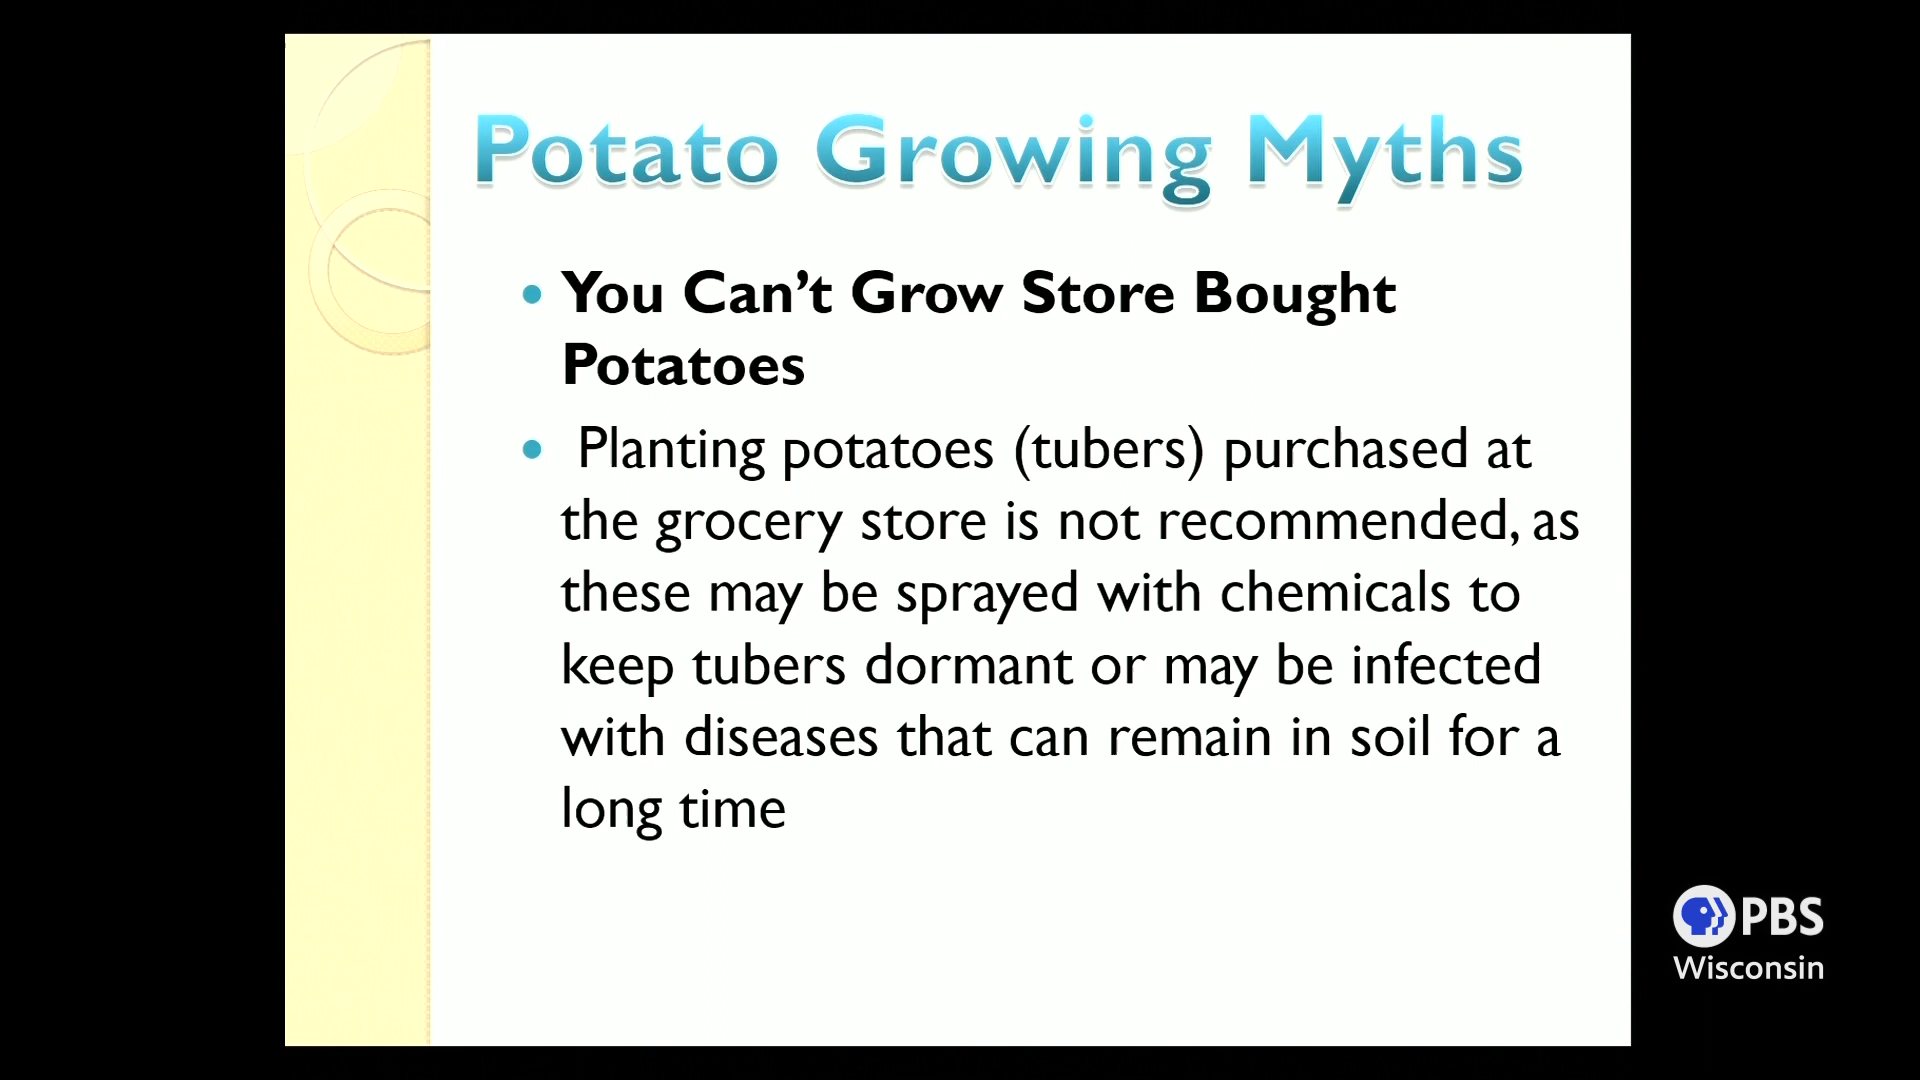 Potato Growing Myths
• You Can’t Grow Store Bought
Potatoes
• Planting potatoes (tubers) purchased at
the grocery store is not recommended, as
these may be sprayed with chemicals to
keep tubers dormant or may be infected
with diseases that can remain in soil for a
long time
PBS
Wisconsin